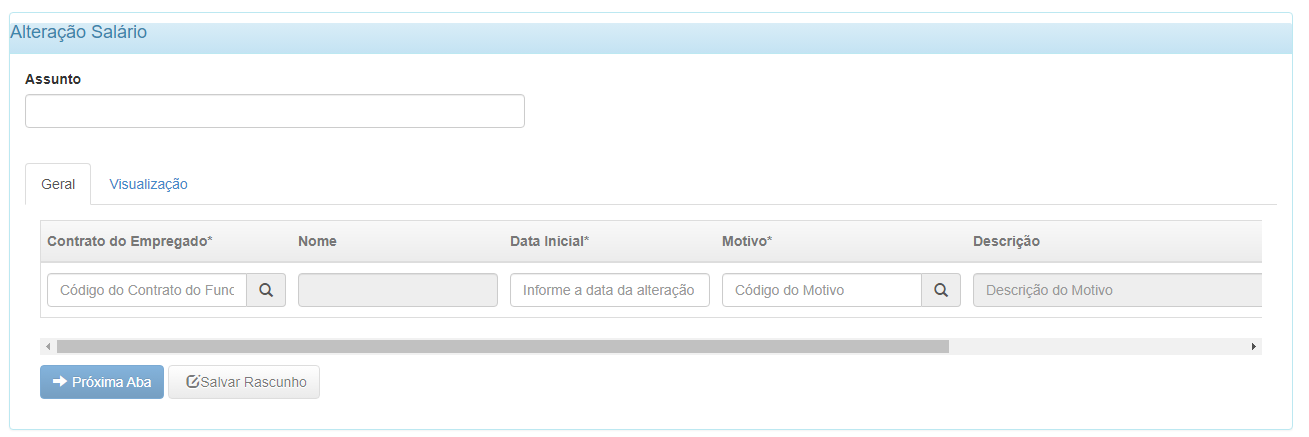 Alteração Salário
Assunto
Geral Visualização
Contrato do Empregado* Nome Data Inicial* Motivo* Descrição
Código do Contrato do Func Informe a data da alteração Código do Motivo Descrição do Motivo
Próxima Aba Salvar Rascunho